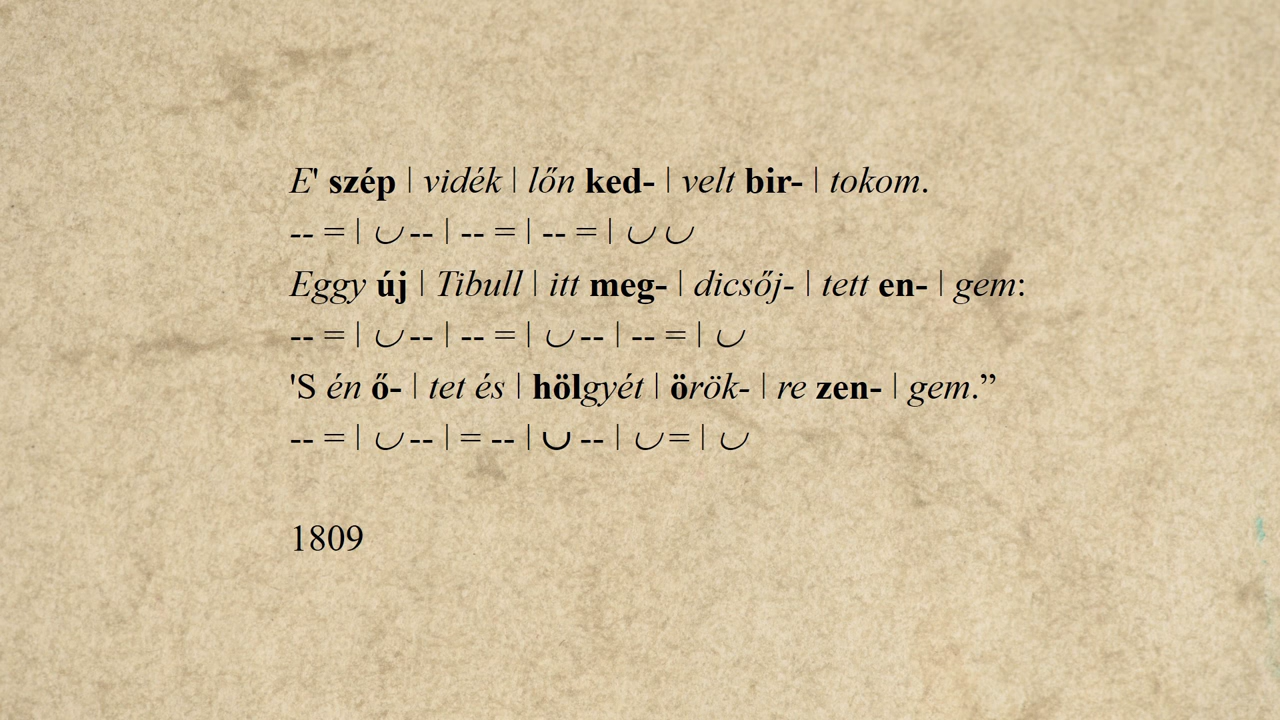 E' szép | vidék | lőn ked- | velt bir- | tokom.
-- = | ∪ -- | -- = | -- = | ∪ ∪
Eggy új | Tibull | itt meg- | dicsőj- | tett en- | gem:
-- = | ∪ -- | -- = | ∪ -- | -- = | ∪
'S én ő- | tet és | hölgyét | örök- | re zen- | gem.”
-- = | ∪ -- | = -- | ∪ -- | ∪ = | ∪
1809